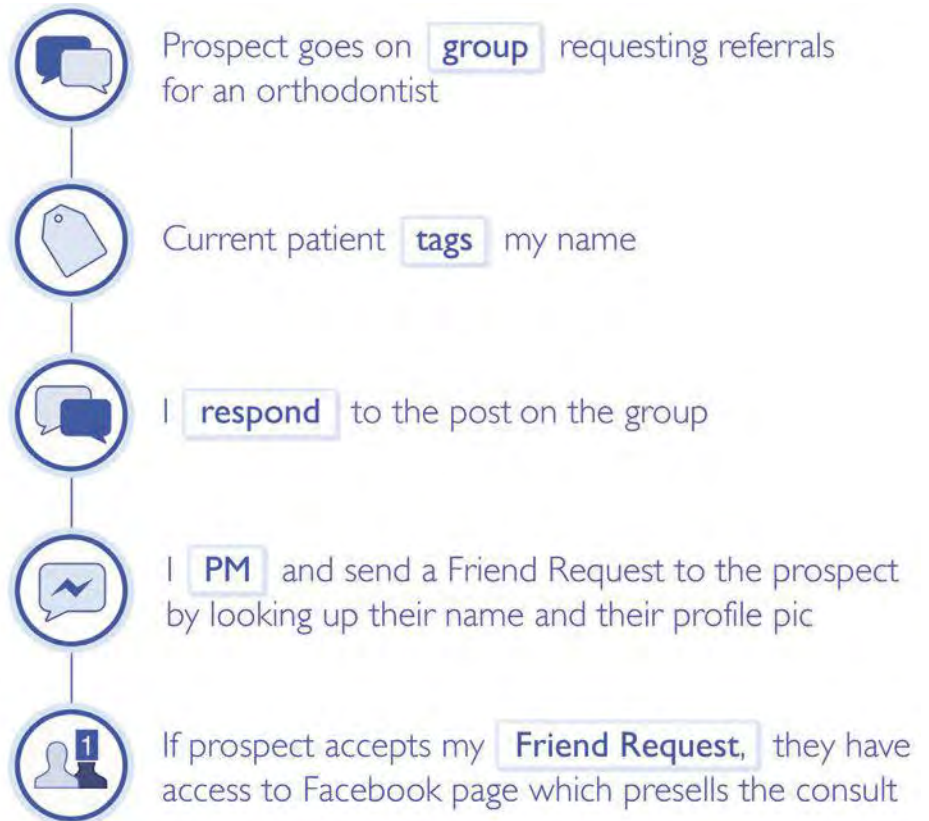 Prospect goes on group requesting referrals
for an orthodontist
Current patient tags my name
I respond to the post on the group
I PM and send a Friend Request to the prospect
by looking up their name and their profile pic
1
If prospect accepts my Friend Request, they have
access to Facebook page which presells the consult